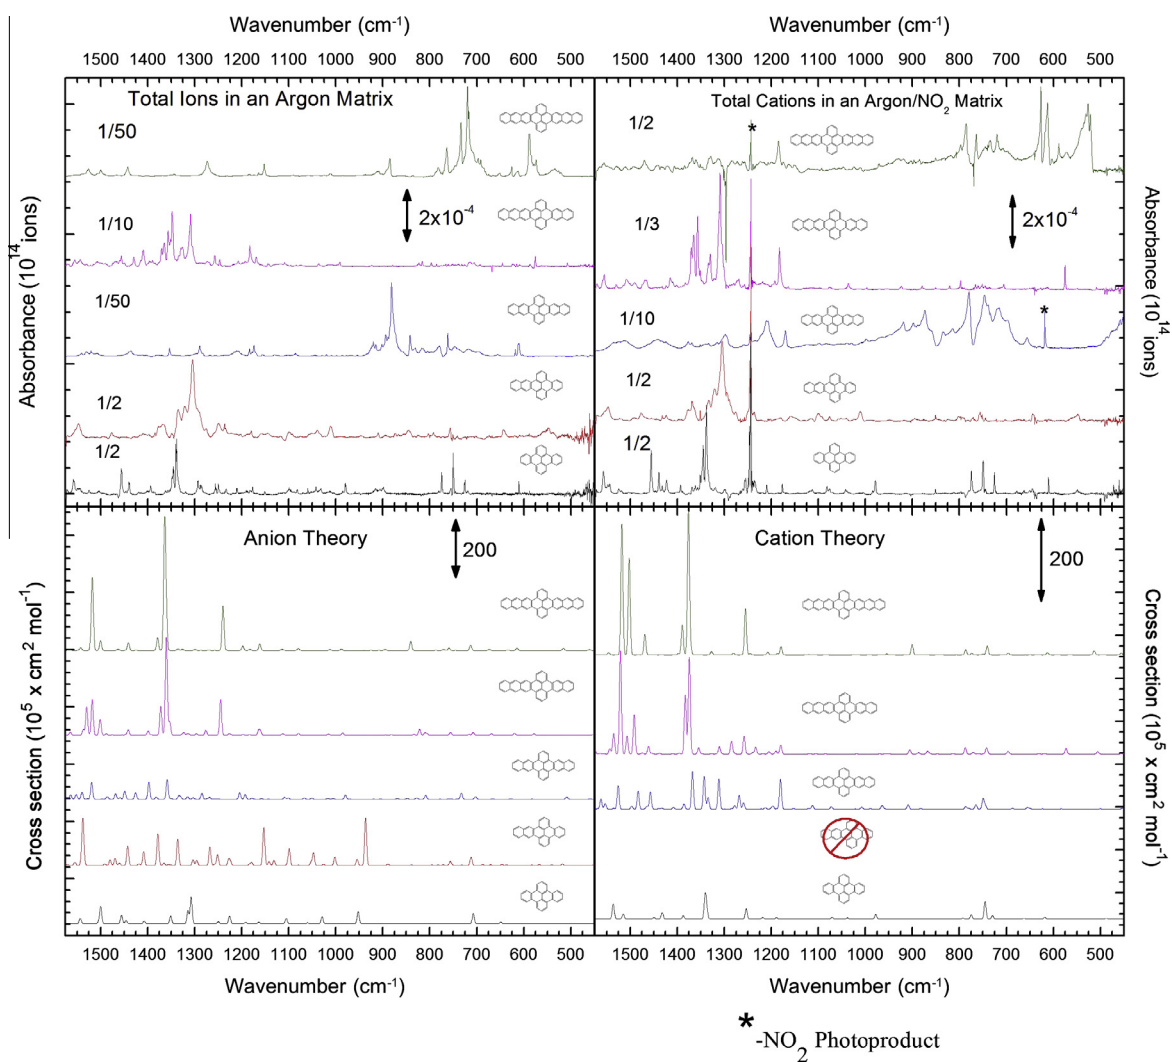 Wavenumber (cm-1)
Wavenumber (cm-1)
1500 1400 1300 1200 1100 1000 900 800 700 600 500
1500 1400 1300 1200 1100 1000 900 800 700 600 500
Total Ions in an Argon Matrix
Total Cations in an Argon/NO2 Matrix
1/50
1/2
*
2x10-4
2x10-4
1/10
1/3
1/50
1/10
*
1/2
1/2
1/2
1/2
Absorbance (10^14 ions)
Absorbance (10^14 ions)
Anion Theory
200
Cation Theory
200
Cross section (10^5 x cm^2 mol-1)
Cross section (10^5 x cm^2 mol-1)
1500 1400 1300 1200 1100 1000 900 800 700 600 500
1500 1400 1300 1200 1100 1000 900 800 700 600 500
Wavenumber (cm-1)
Wavenumber (cm-1)
*-NO2 Photoproduct